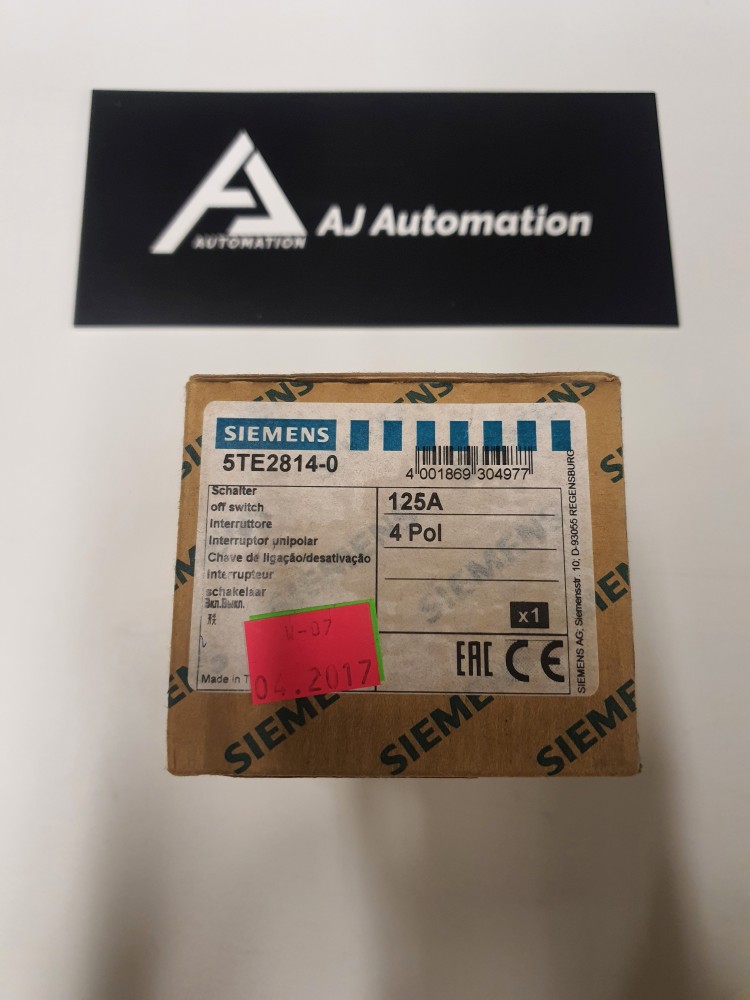 AUTOMATION
AJ Automation
SIEMENS
5TE2814-0
4 001869 304977
Schalter
off switch
Interruttore
Interruptor unipolar
Chave de ligação/desativação
Interrupteur
schakelaar
Вкл.Выкл.
125A
4 Pol
x1
EAC CE
Made in T
04.2017
SIEMENS AG; Siemensstr. 10; D-93055 REGENSBURG
SIEMENS
SIEMENS
SIEMENS